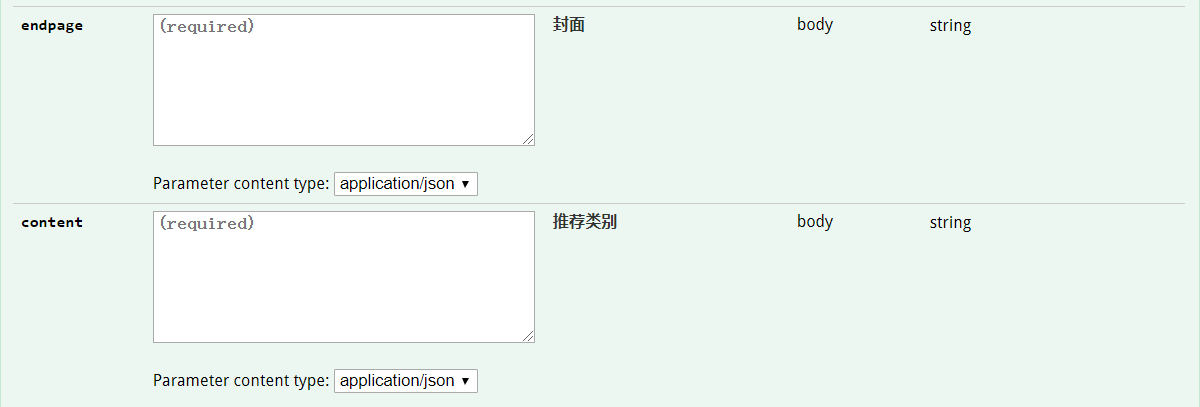 endpage (required) 封面 body string
Parameter content type: application/json ▼
content (required) 推荐类别 body string
Parameter content type: application/json ▼